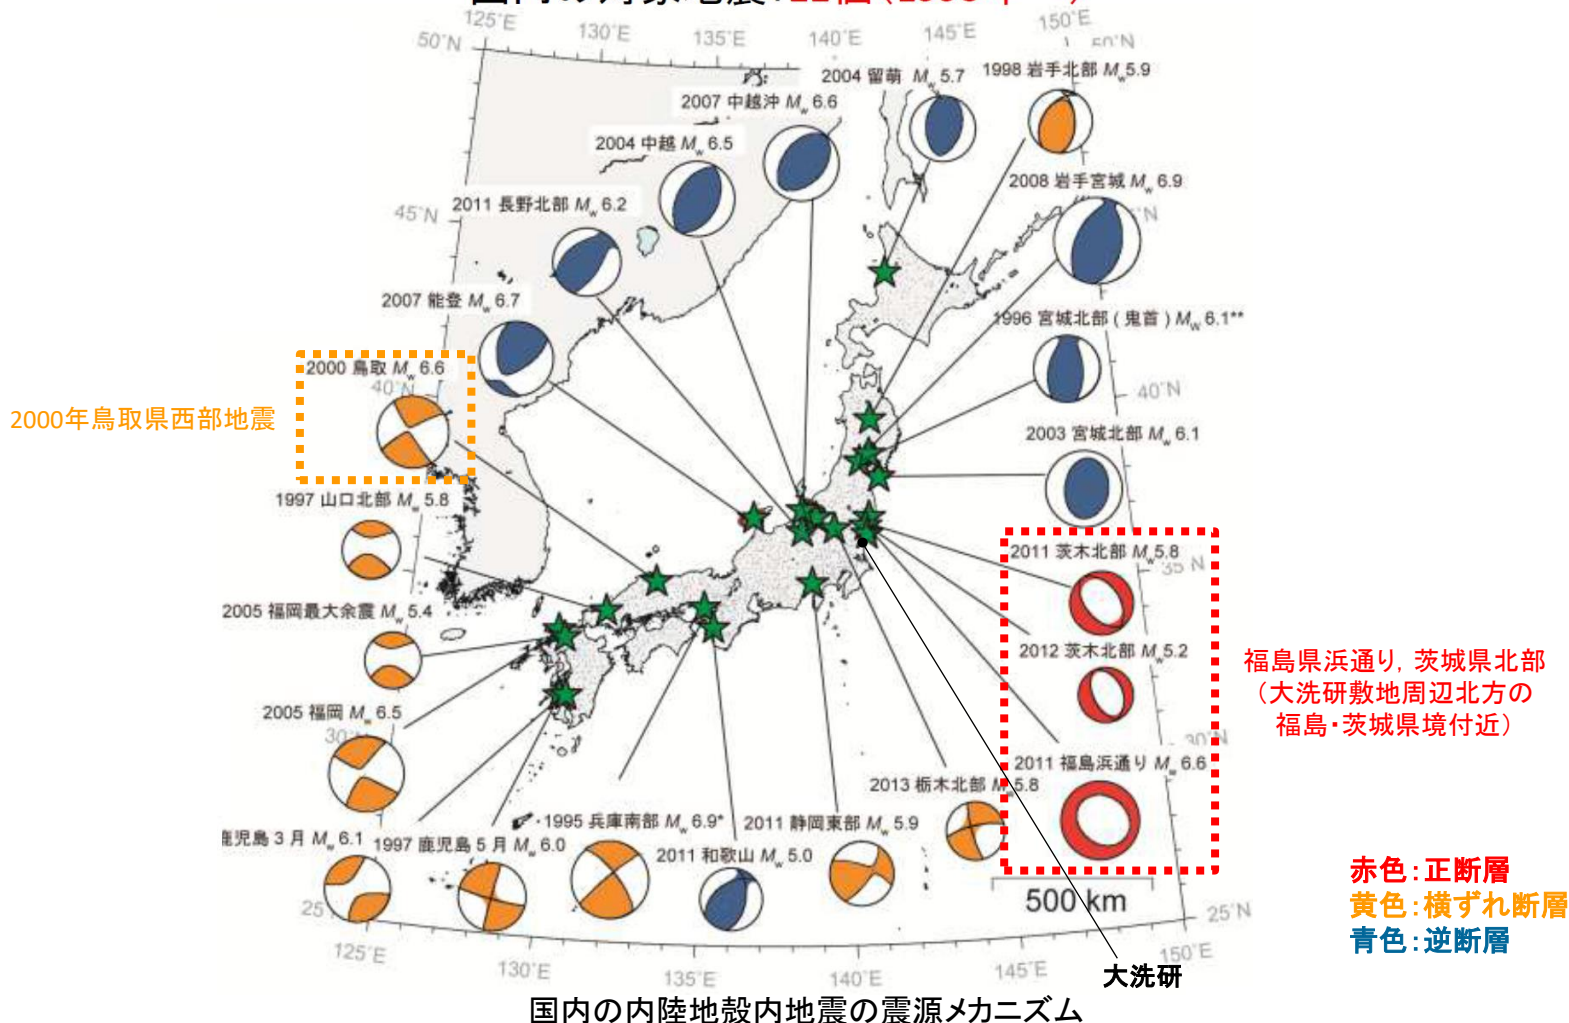 125°E
130°E
135°E
140°E
145°E
150°E
50°N
50°N
2004 留萌 Mw 5.7
1998 岩手北部 Mw 5.9
2007 中越沖 Mw 6.6
2004 中越 Mw 6.5
2008 岩手宮城 Mw 6.9
2011 長野北部 Mw 6.2
45°N
2007 能登 Mw 6.7
1996 宮城北部 ( 鬼首 ) Mw 6.1**
2000 鳥取 Mw 6.6
40°N
40°N
2000年鳥取県西部地震
2003 宮城北部 Mw 6.1
1997 山口北部 Mw 5.8
2011 茨木北部 Mw 5.8
35 N
2005 福岡最大余震 Mw 5.4
2012 茨木北部 Mw 5.2
福島県浜通り, 茨城県北部
（大洗研敷地周辺北方の
福島・茨城県境付近）
2005 福岡 Mw 6.5
30°
30°N
2011 福島浜通り Mw 6.6
2013 栃木北部 Mw 5.8
鹿児島 3 月 Mw 6.1
1997 鹿児島 5 月 Mw 6.0
1995 兵庫南部 Mw 6.9*
2011 静岡東部 Mw 5.9
2011 和歌山 Mw 5.0
赤色：正断層
黄色：横ずれ断層
青色：逆断層
500 km
25°
25°N
125°E
130°E
135°E
140°E
145°E
150°E
大洗研
国内の内陸地殻内地震の震源メカニズム